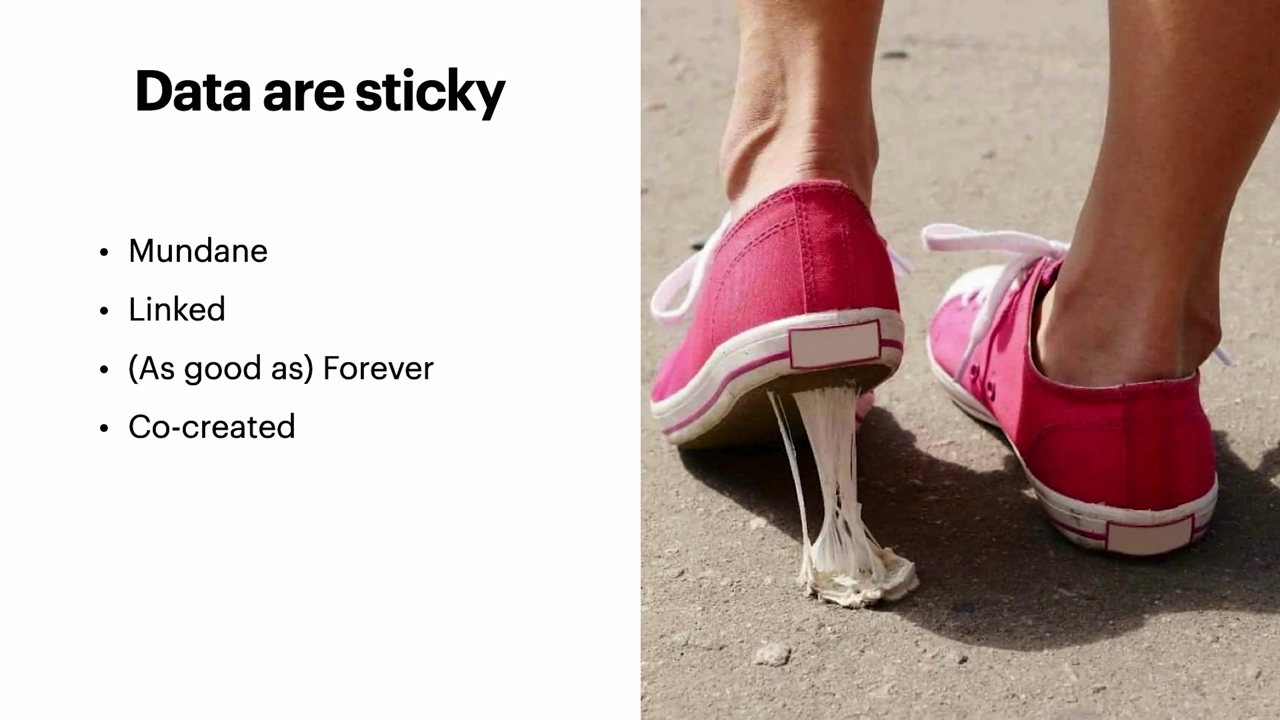 Data are sticky
• Mundane
• Linked
• (As good as) Forever
• Co-created